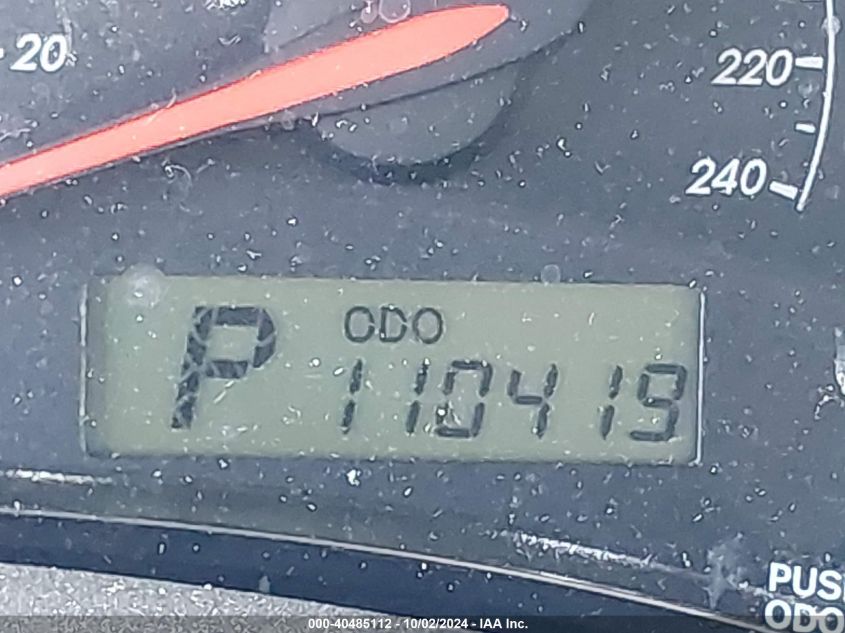 20
220
240
P
ODO
110419
PUS
ODO
000-40485112 - 10/02/2024 - IAA Inc.